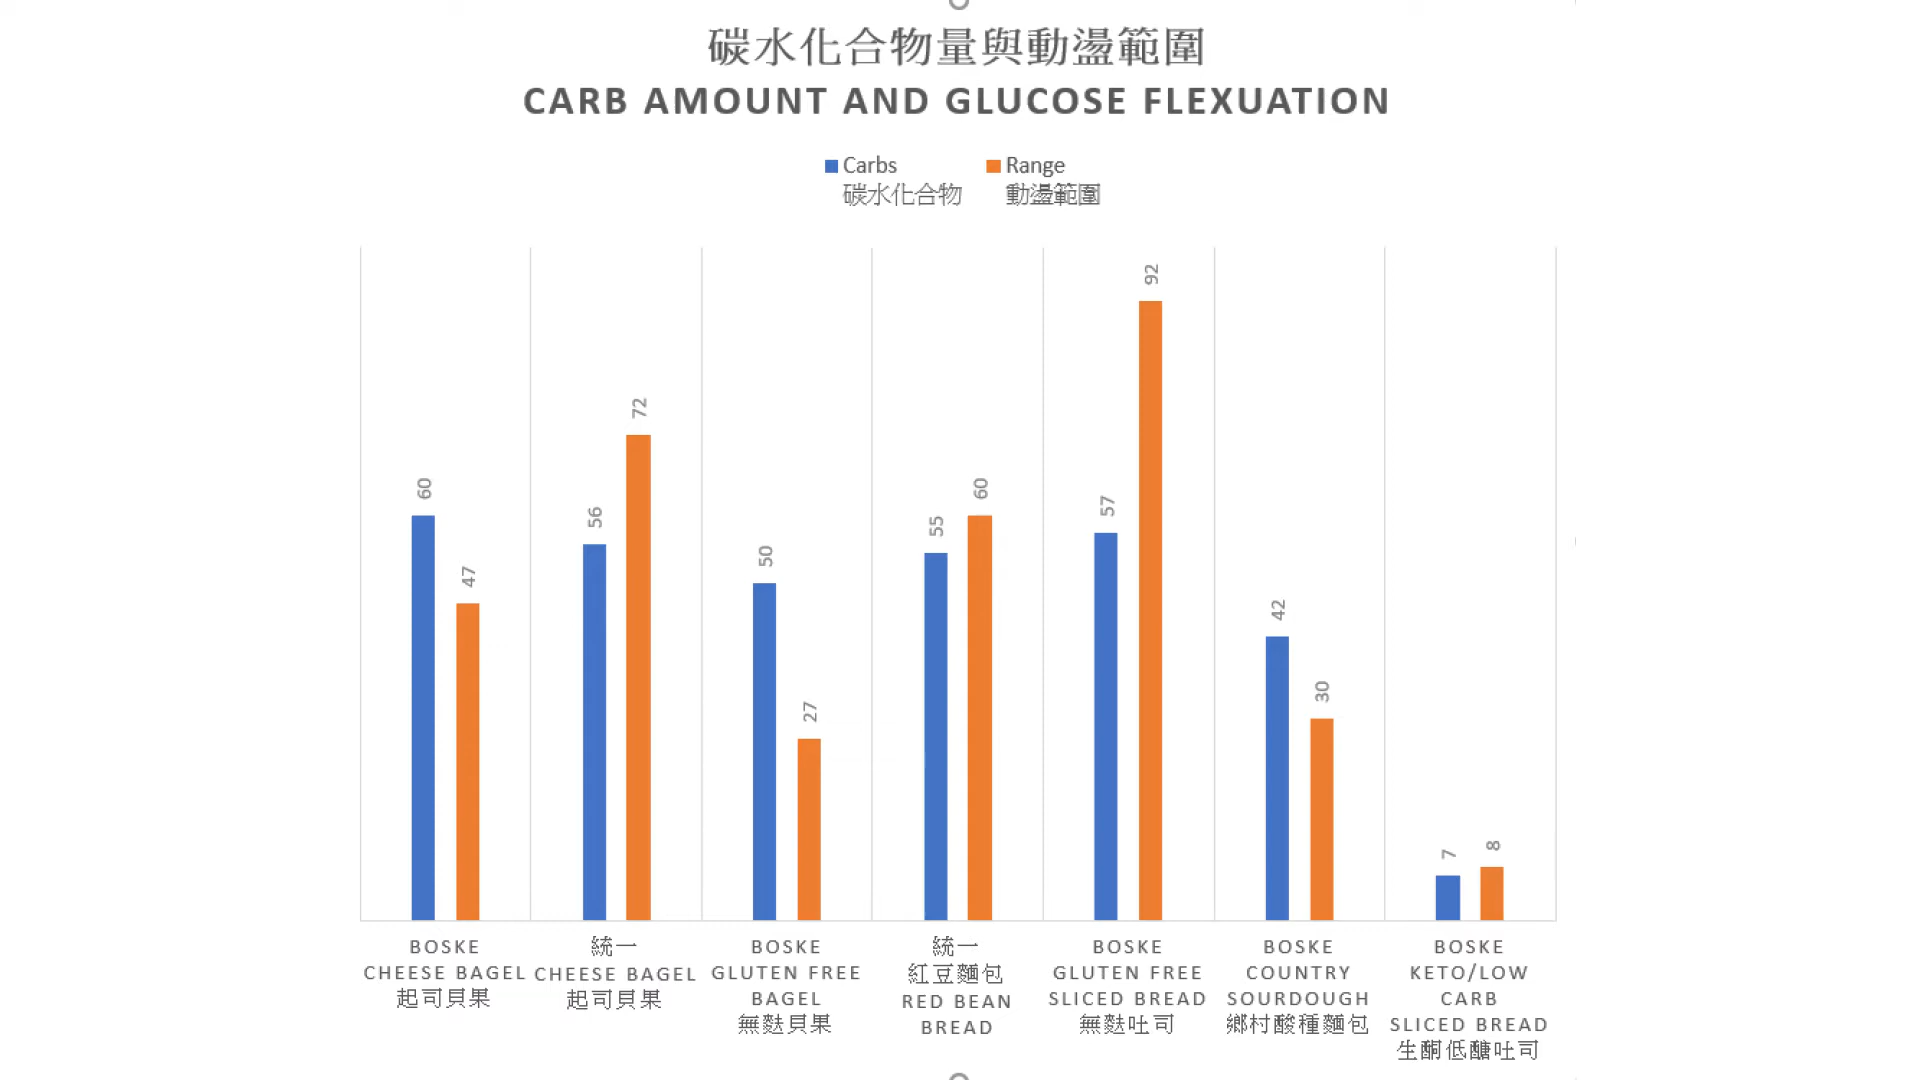 碳水化合物量與動盪範圍
CARB AMOUNT AND GLUCOSE FLEXUATION
Carbs
碳水化合物
Range
動盪範圍
60
47
56
72
50
27
55
60
57
92
42
30
7
8
BOSKE
CHEESE BAGEL
起司貝果
統一
CHEESE BAGEL
起司貝果
BOSKE
GLUTEN FREE
BAGEL
無麩貝果
統一
紅豆麵包
RED BEAN
BREAD
BOSKE
GLUTEN FREE
SLICED BREAD
無麩吐司
BOSKE
COUNTRY
SOURDOUGH
鄉村酸種麵包
BOSKE
KETO/LOW
CARB
SLICED BREAD
生酮低醣吐司